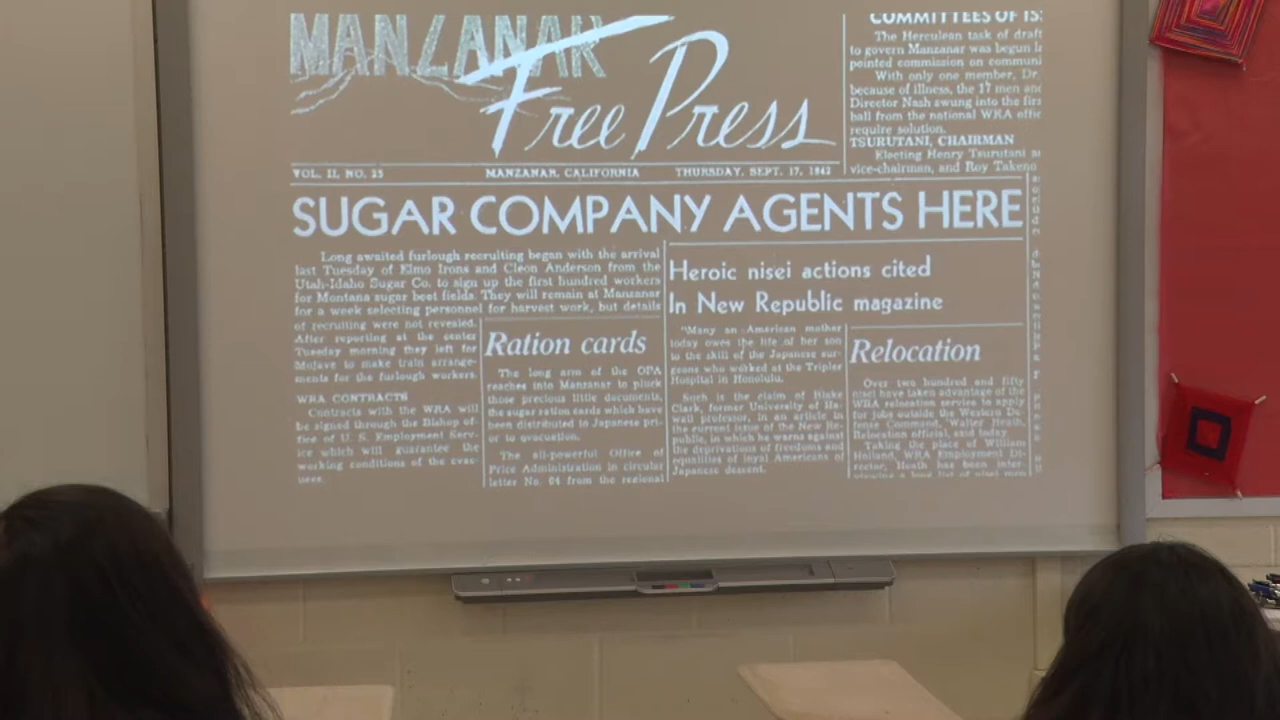 MANZANAR
Free Press
VOL. II, NO. 25 MANZANAR, CALIFORNIA THURSDAY, SEPT. 17, 1942
COMMITTEES OF
The Herculean task of draft
to govern Manzanar was begun
pointed commission on communi
With only one member, Dr.
because of illness, the 17 men and
Director Nash swung into the firs
ball from the national WRA offic
require solution.
TSURUTANI, CHAIRMAN
Electing Henry Tsurutani
vice-chairman, and Roy Takeno
SUGAR COMPANY AGENTS HERE
Long awaited furlough recruiting began with the arrival
last Tuesday of Elmo Irons and Cleon Anderson from the
Utah-Idaho Sugar Co. to sign up the first hundred workers
for Montana sugar beet fields. They will remain at Manzanar
for a week selecting personnel for harvest work, but details
of recruiting were not revealed.
After reporting at the center
Tuesday morning they left for
Mojave to make train arrange-
ments for the furlough workers.
WRA CONTRACTS
Contracts with the WRA will
be signed through the Bishop of-
fice of U. S. Employment Serv-
ice which will guarantee the
working conditions of the evac-
uees.
Ration cards
The long arm of the OPA
reaches into Manzanar to pluck
those precious little documents,
the sugar ration cards which have
been distributed to Japanese pri-
or to evacuation.
The all-powerful Office of
Price Administration in circular
letter No. 64 from the regional
Heroic nisei actions cited
In New Republic magazine
"Many an American mother
today owes the life of her son
to the skill of the Japanese sur-
geons who worked at the Tripler
Hospital in Honolulu.
Such is the claim of Blake
Clark, former University of Ha-
waii professor, in an article in
the current issue of the New Re-
public, in which he warns against
the deprivations of freedoms and
equalities of loyal Americans of
Japanese descent.
Relocation
Over two hundred and fifty
nisei have taken advantage of the
WRA relocation service to apply
for jobs outside the Western De-
fense Command, Walter Heath,
Relocation official, said today.
Taking the place of William
Holland, WRA Employment Di-
rector, Heath has been inter-
viewing a long list of nisei